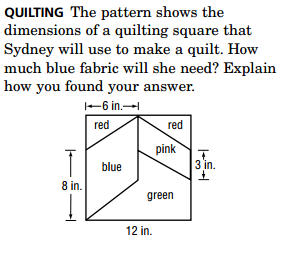 QUILTING The pattern shows the
dimensions of a quilting square that
Sydney will use to make a quilt. How
much blue fabric will she need? Explain
how you found your answer.
6 in.
red red
pink
3 in.
blue
8 in.
green
12 in.